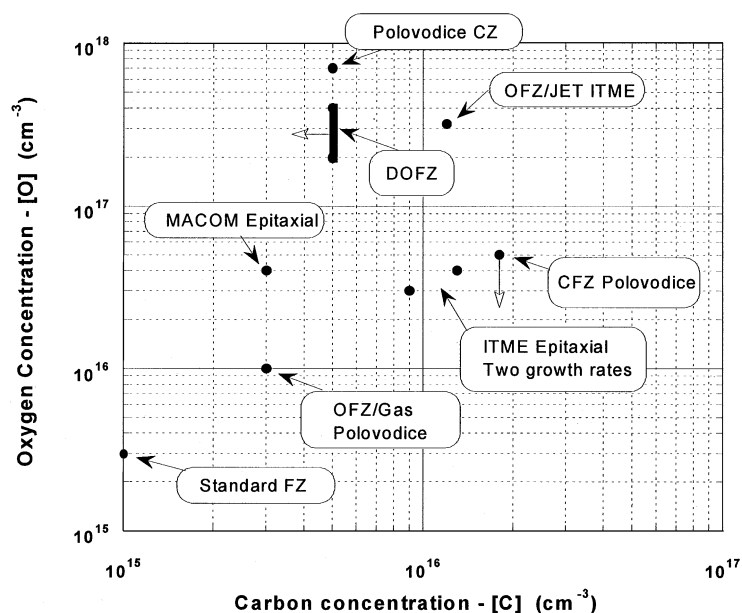 10¹⁸
Polovodice CZ
OFZ/JET ITME
DOFZ
10¹⁷
MACOM Epitaxial
CFZ Polovodice
ITME Epitaxial
Two growth rates
10¹⁶
OFZ/Gas
Polovodice
Standard FZ
10¹⁵
Oxygen Concentration - [O] (cm⁻³)
10¹⁵
10¹⁶
10¹⁷
Carbon concentration - [C] (cm⁻³)